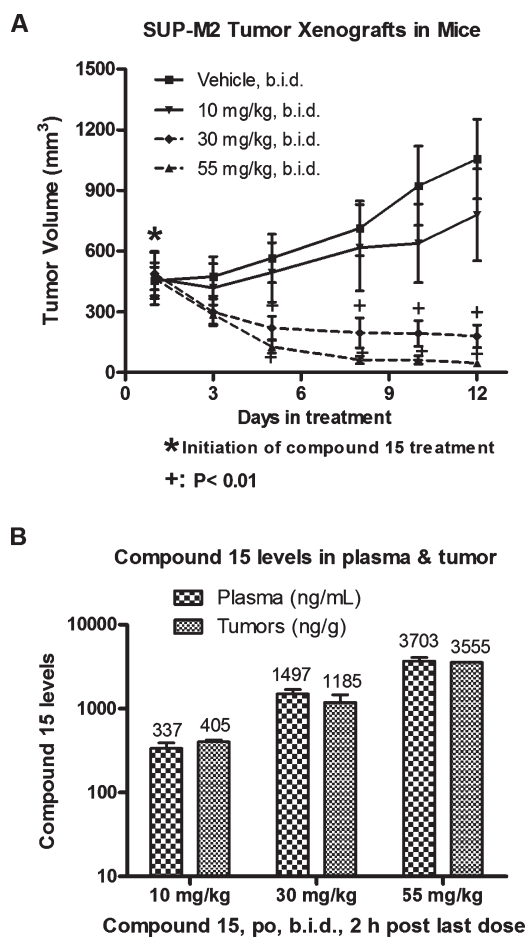 A
SUP-M2 Tumor Xenografts in Mice
Tumor Volume (mm³)
1500
1200
900
600
300
0
Vehicle, b.i.d.
10 mg/kg, b.i.d.
30 mg/kg, b.i.d.
55 mg/kg, b.i.d.
*
+ + + +
+ + + +
0 3 6 9 12
Days in treatment
* Initiation of compound 15 treatment
+: P< 0.01
B
Compound 15 levels in plasma & tumor
Plasma (ng/mL)
Tumors (ng/g)
Compound 15 levels
10000
1000
100
10
337 405
1497 1185
3703 3555
10 mg/kg 30 mg/kg 55 mg/kg
Compound 15, po, b.i.d., 2 h post last dose